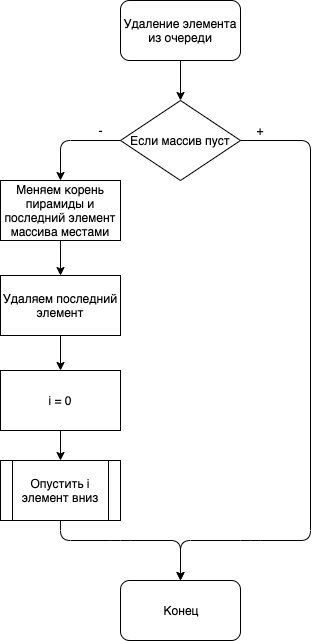 Удаление элемента
из очереди
Если массив пуст
-
+
Меняем корень
пирамиды и
последний элемент
массива местами
Удаляем последний
элемент
i = 0
Опустить i
элемент вниз
Конец